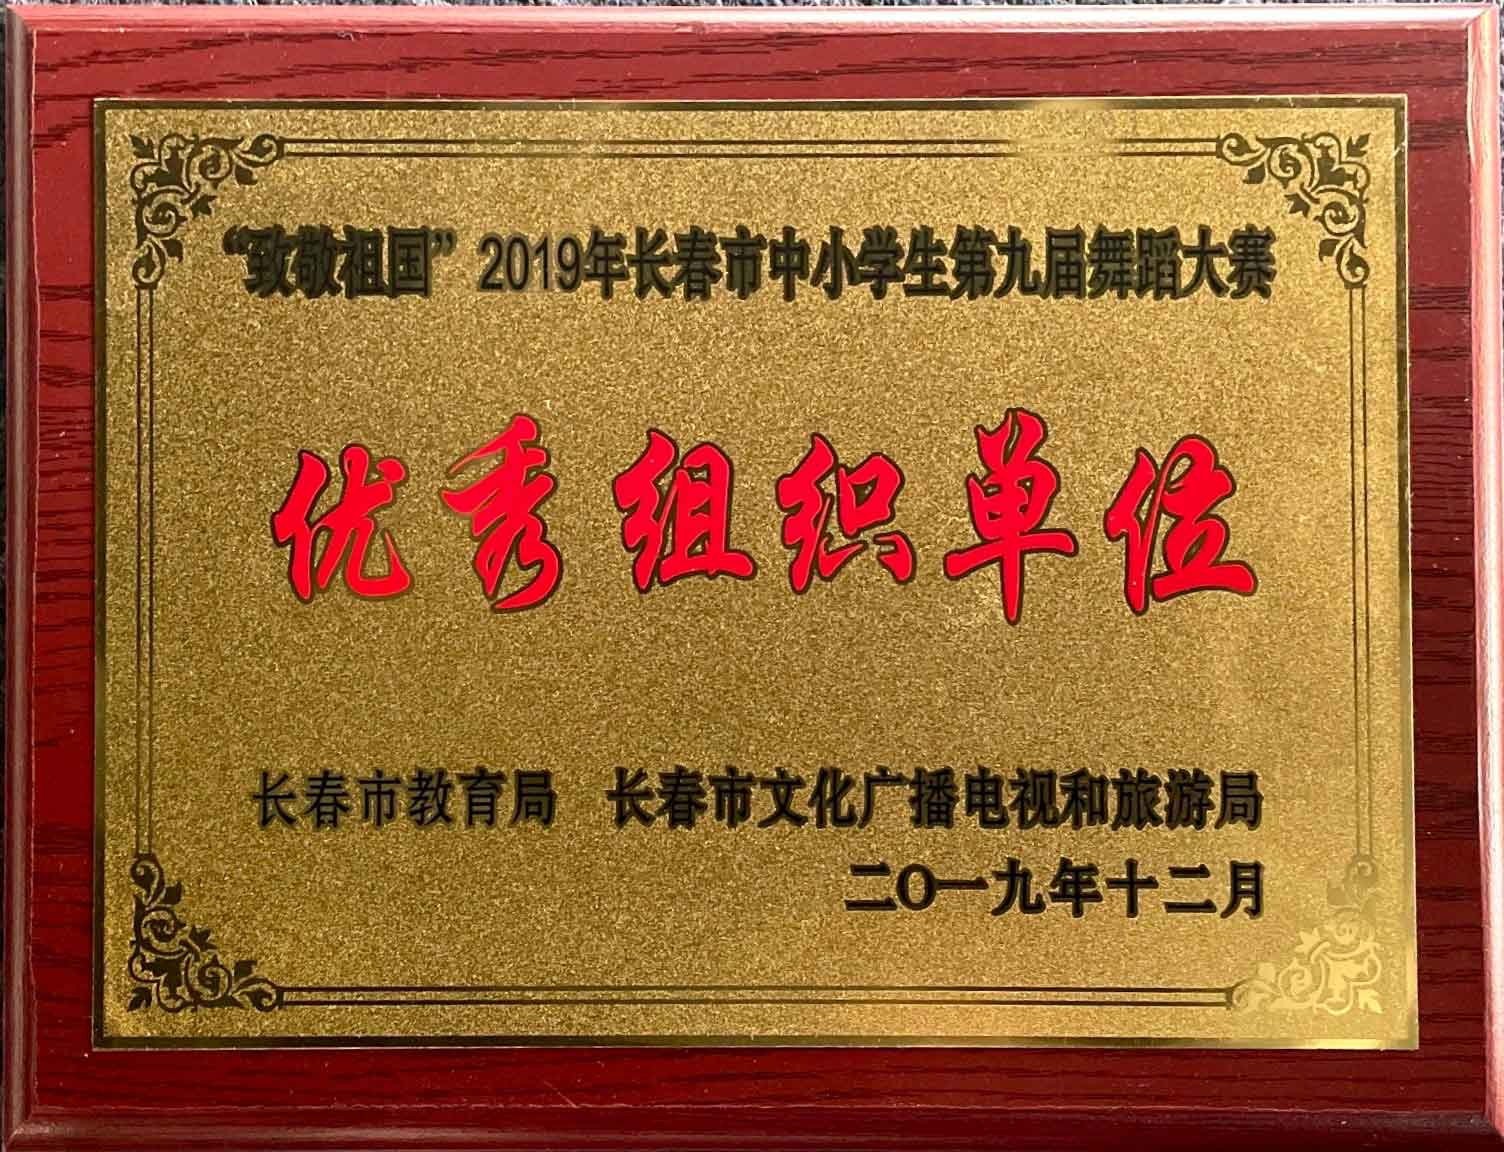 “致敬祖国”2019年长春市中小学生第九届舞蹈大赛
优秀组织单位
长春市教育局 长春市文化广播电视和旅游局
二〇一九年十二月